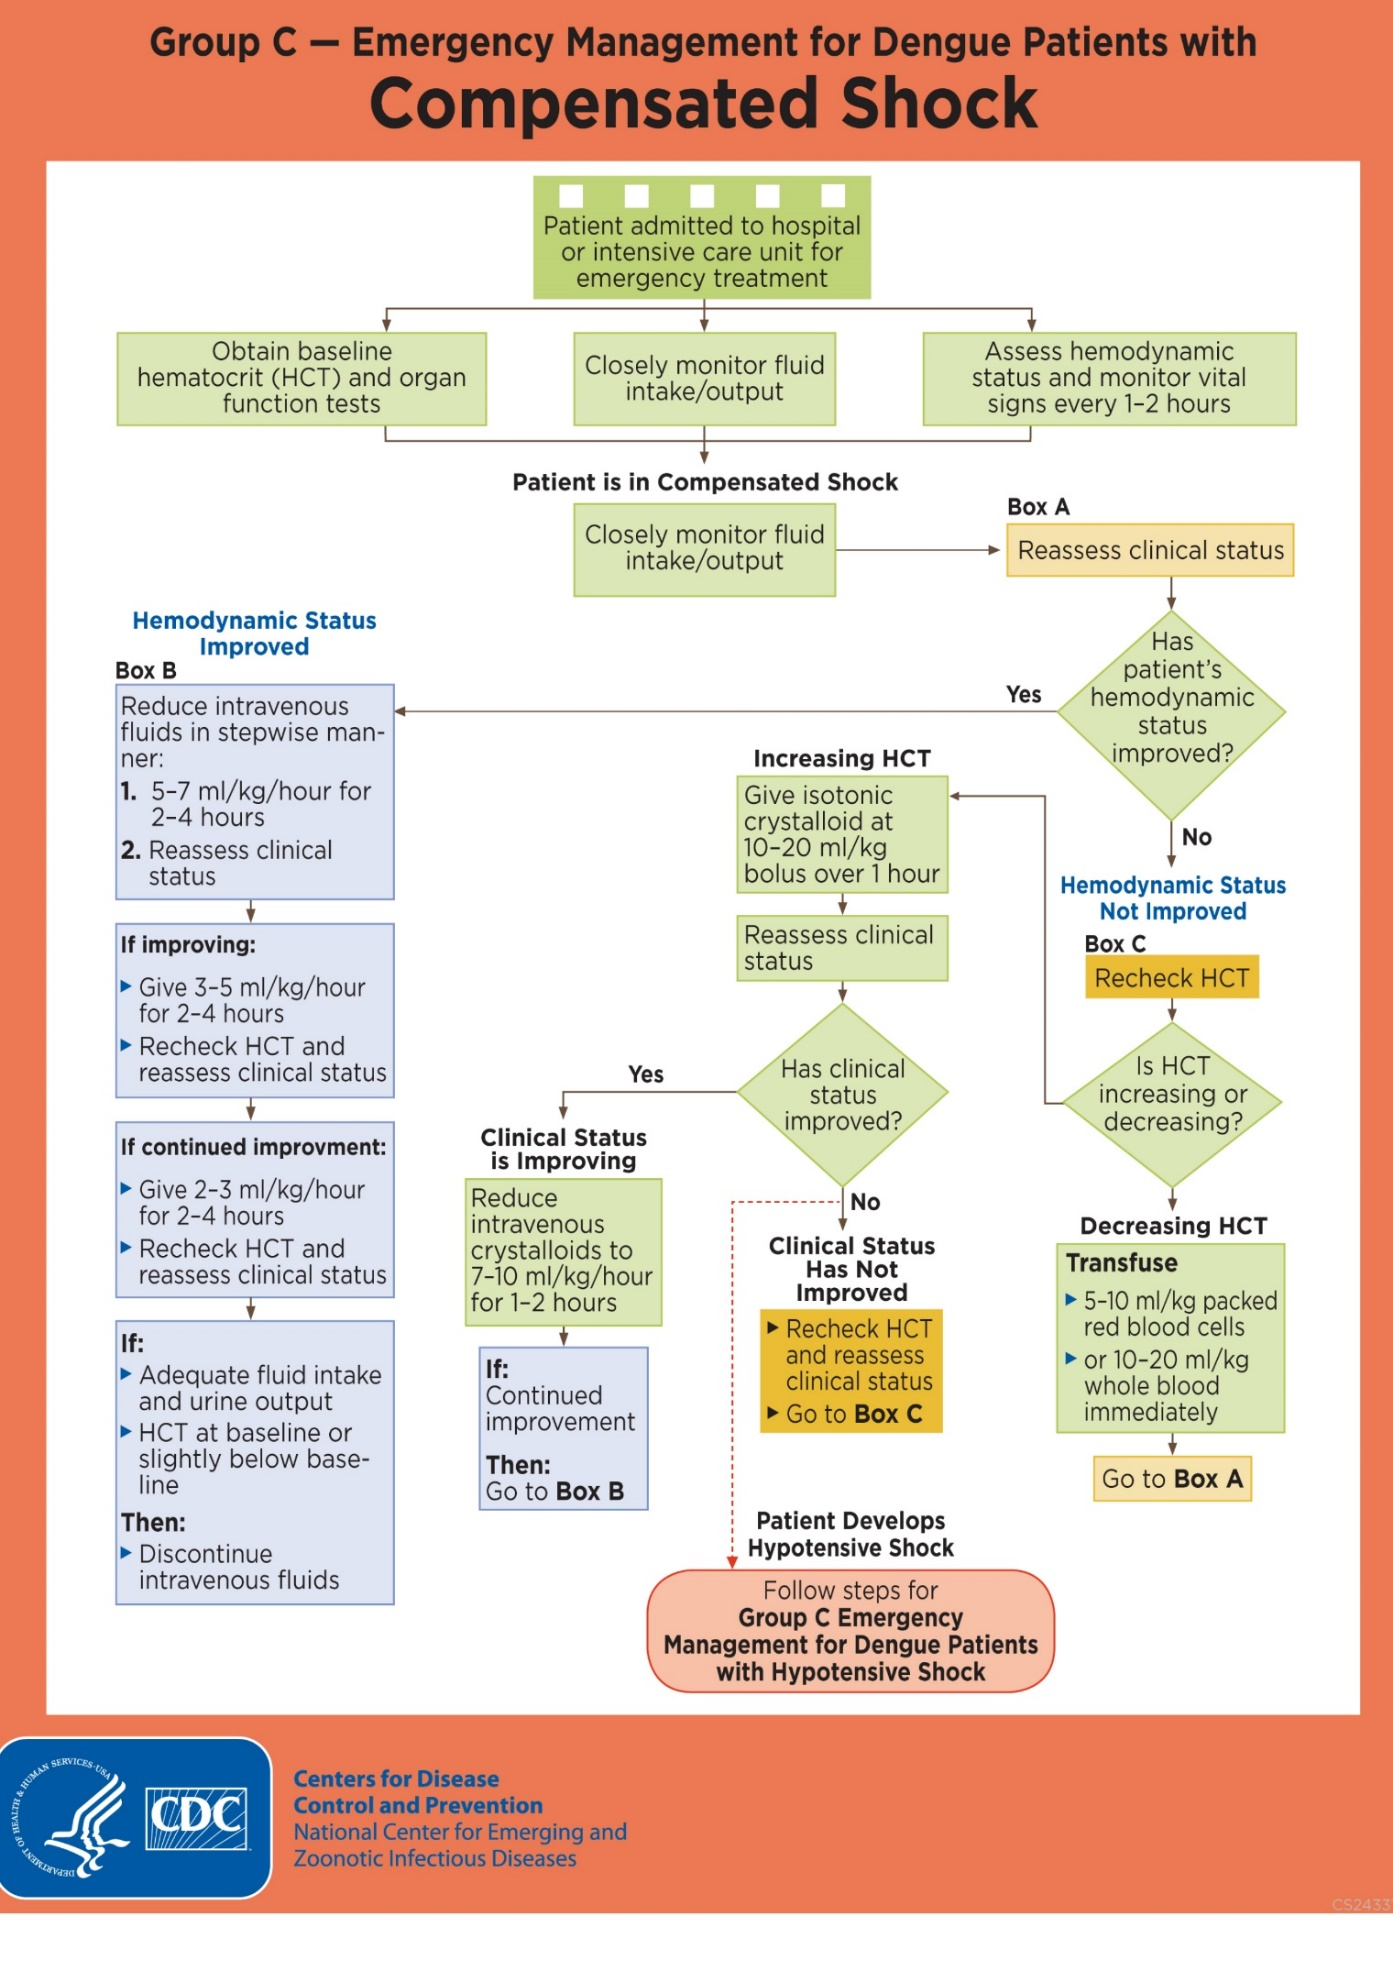 Group C — Emergency Management for Dengue Patients with
Compensated Shock
Patient admitted to hospital
or intensive care unit for
emergency treatment
Obtain baseline
hematocrit (HCT) and organ
function tests
Closely monitor fluid
intake/output
Assess hemodynamic
status and monitor vital
signs every 1–2 hours
Patient is in Compensated Shock
Closely monitor fluid
intake/output
Box A
Reassess clinical status
Has
patient's
hemodynamic
status
improved?
Yes
No
Hemodynamic Status
Improved
Box B
Reduce intravenous
fluids in stepwise man-
ner:
1. 5–7 ml/kg/hour for
2–4 hours
2. Reassess clinical
status
If improving:
▶ Give 3–5 ml/kg/hour
for 2–4 hours
▶ Recheck HCT and
reassess clinical status
If continued improvment:
▶ Give 2–3 ml/kg/hour
for 2–4 hours
▶ Recheck HCT and
reassess clinical status
If:
▶ Adequate fluid intake
and urine output
▶ HCT at baseline or
slightly below base-
line
Then:
▶ Discontinue
intravenous fluids
Hemodynamic Status
Not Improved
Box C
Recheck HCT
Is HCT
increasing or
decreasing?
Increasing HCT
Give isotonic
crystalloid at
10–20 ml/kg
bolus over 1 hour
Reassess clinical
status
Has clinical
status
improved?
Yes
Clinical Status
is Improving
Reduce
intravenous
crystalloids to
7–10 ml/kg/hour
for 1–2 hours
If:
Continued
improvement
Then:
Go to Box B
No
Clinical Status
Has Not
Improved
▶ Recheck HCT
and reassess
clinical status
▶ Go to Box C
Decreasing HCT
Transfuse
▶ 5–10 ml/kg packed
red blood cells
▶ or 10–20 ml/kg
whole blood
immediately
Go to Box A
Patient Develops
Hypotensive Shock
Follow steps for
Group C Emergency
Management for Dengue Patients
with Hypotensive Shock
DEPARTMENT OF HEALTH & HUMAN SERVICES·USA
CDC
Centers for Disease
Control and Prevention
National Center for Emerging and
Zoonotic Infectious Diseases